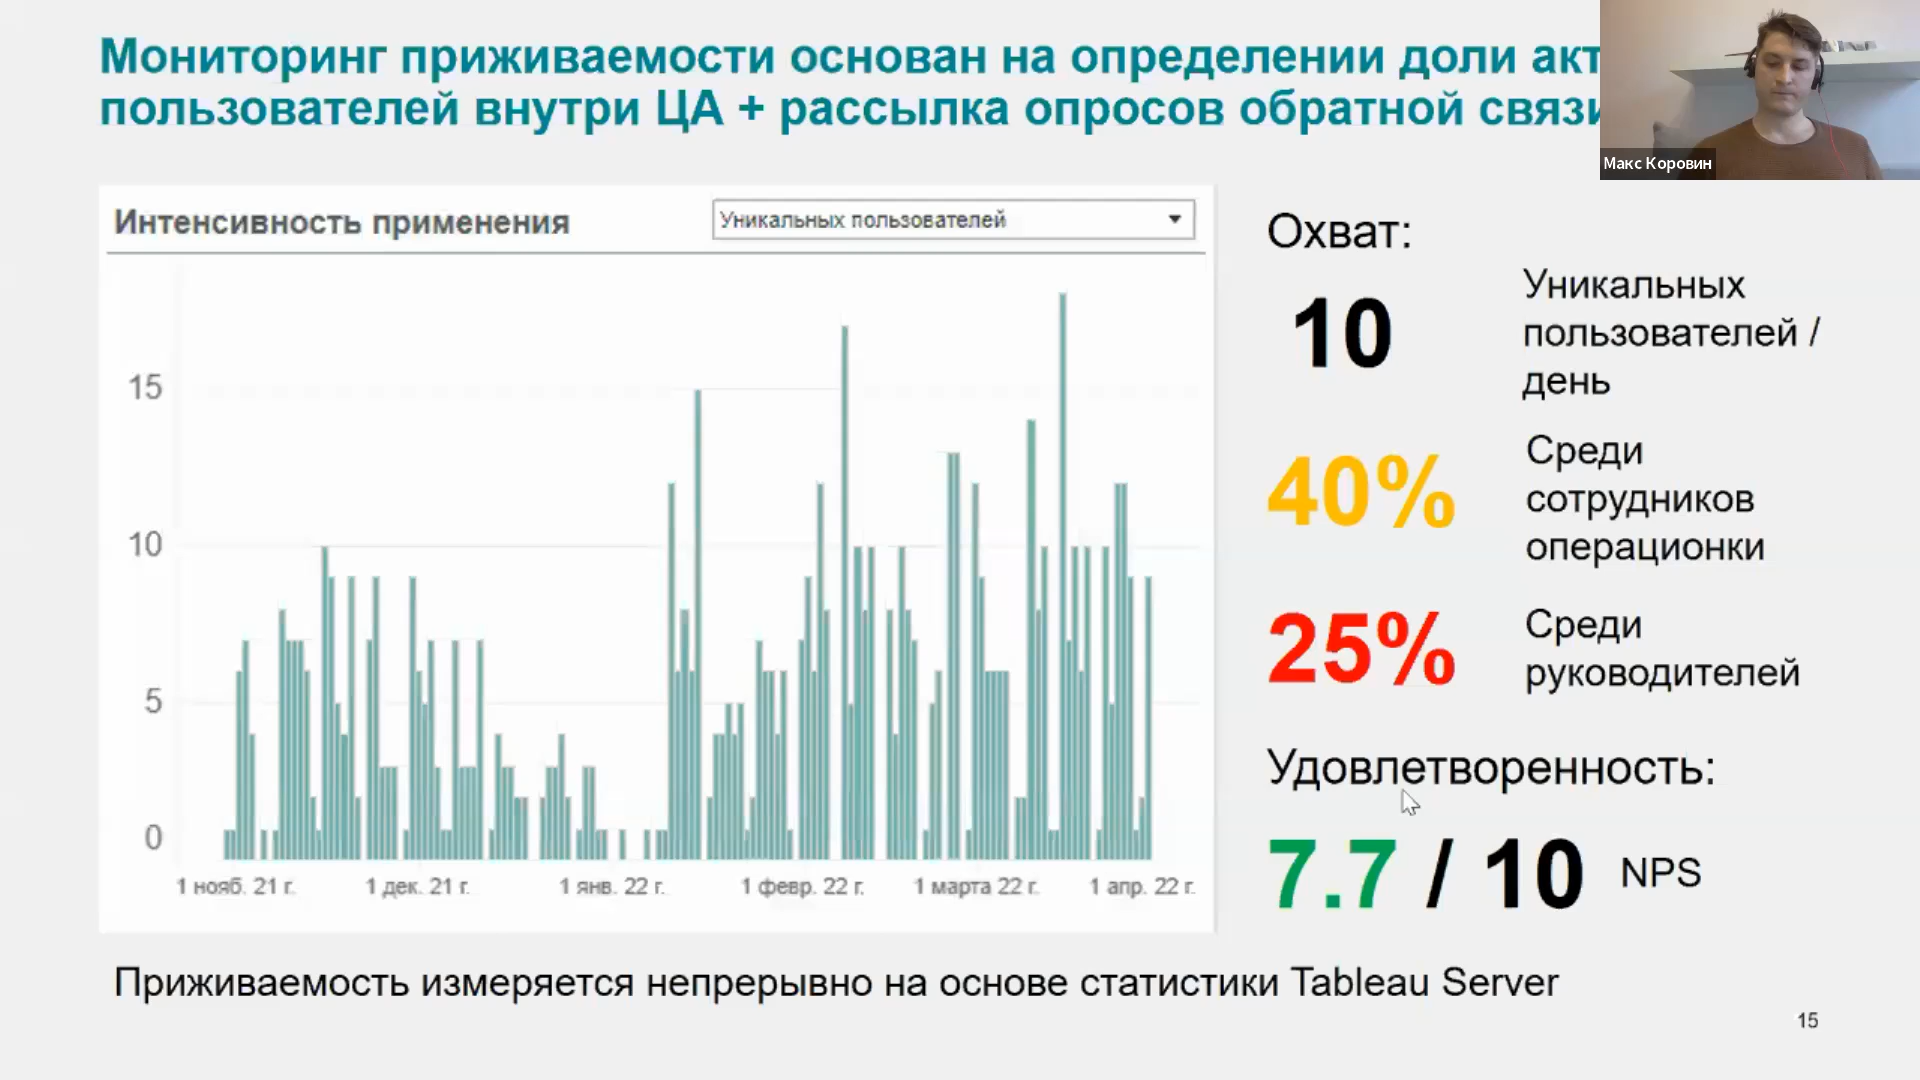 Мониторинг приживаемости основан на определении доли
пользователей внутри ЦА + рассылка опросов обратной связи
Макс Коровин
Интенсивность применения
Уникальных пользователей
15
10
5
0
1 нояб. 21 г.
1 дек. 21 г.
1 янв. 22 г.
1 февр. 22 г.
1 марта 22 г.
1 апр. 22 г.
Охват:
10
Уникальных
пользователей /
день
40%
Среди
сотрудников
операционки
25%
Среди
руководителей
Удовлетворенность:
7.7 / 10 NPS
Приживаемость измеряется непрерывно на основе статистики Tableau Server
15